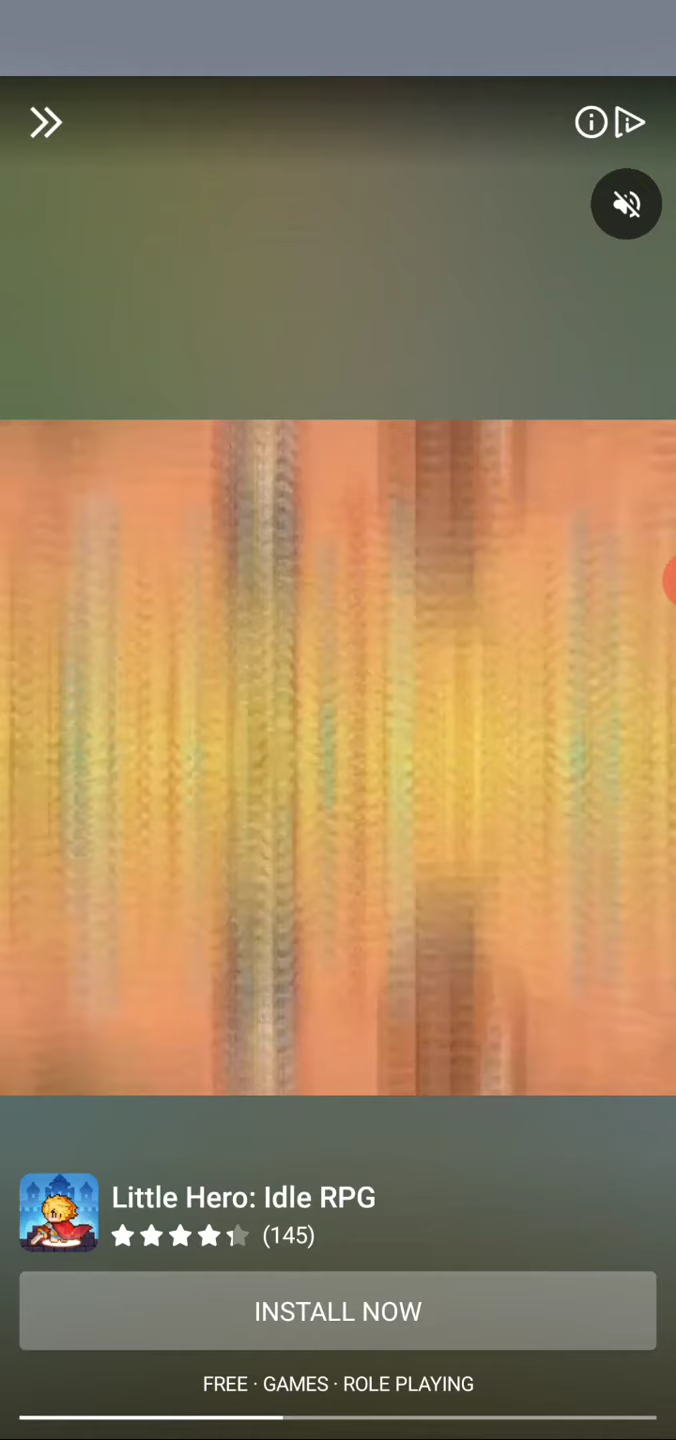 Little Hero: Idle RPG
(145)
INSTALL NOW
FREE · GAMES · ROLE PLAYING